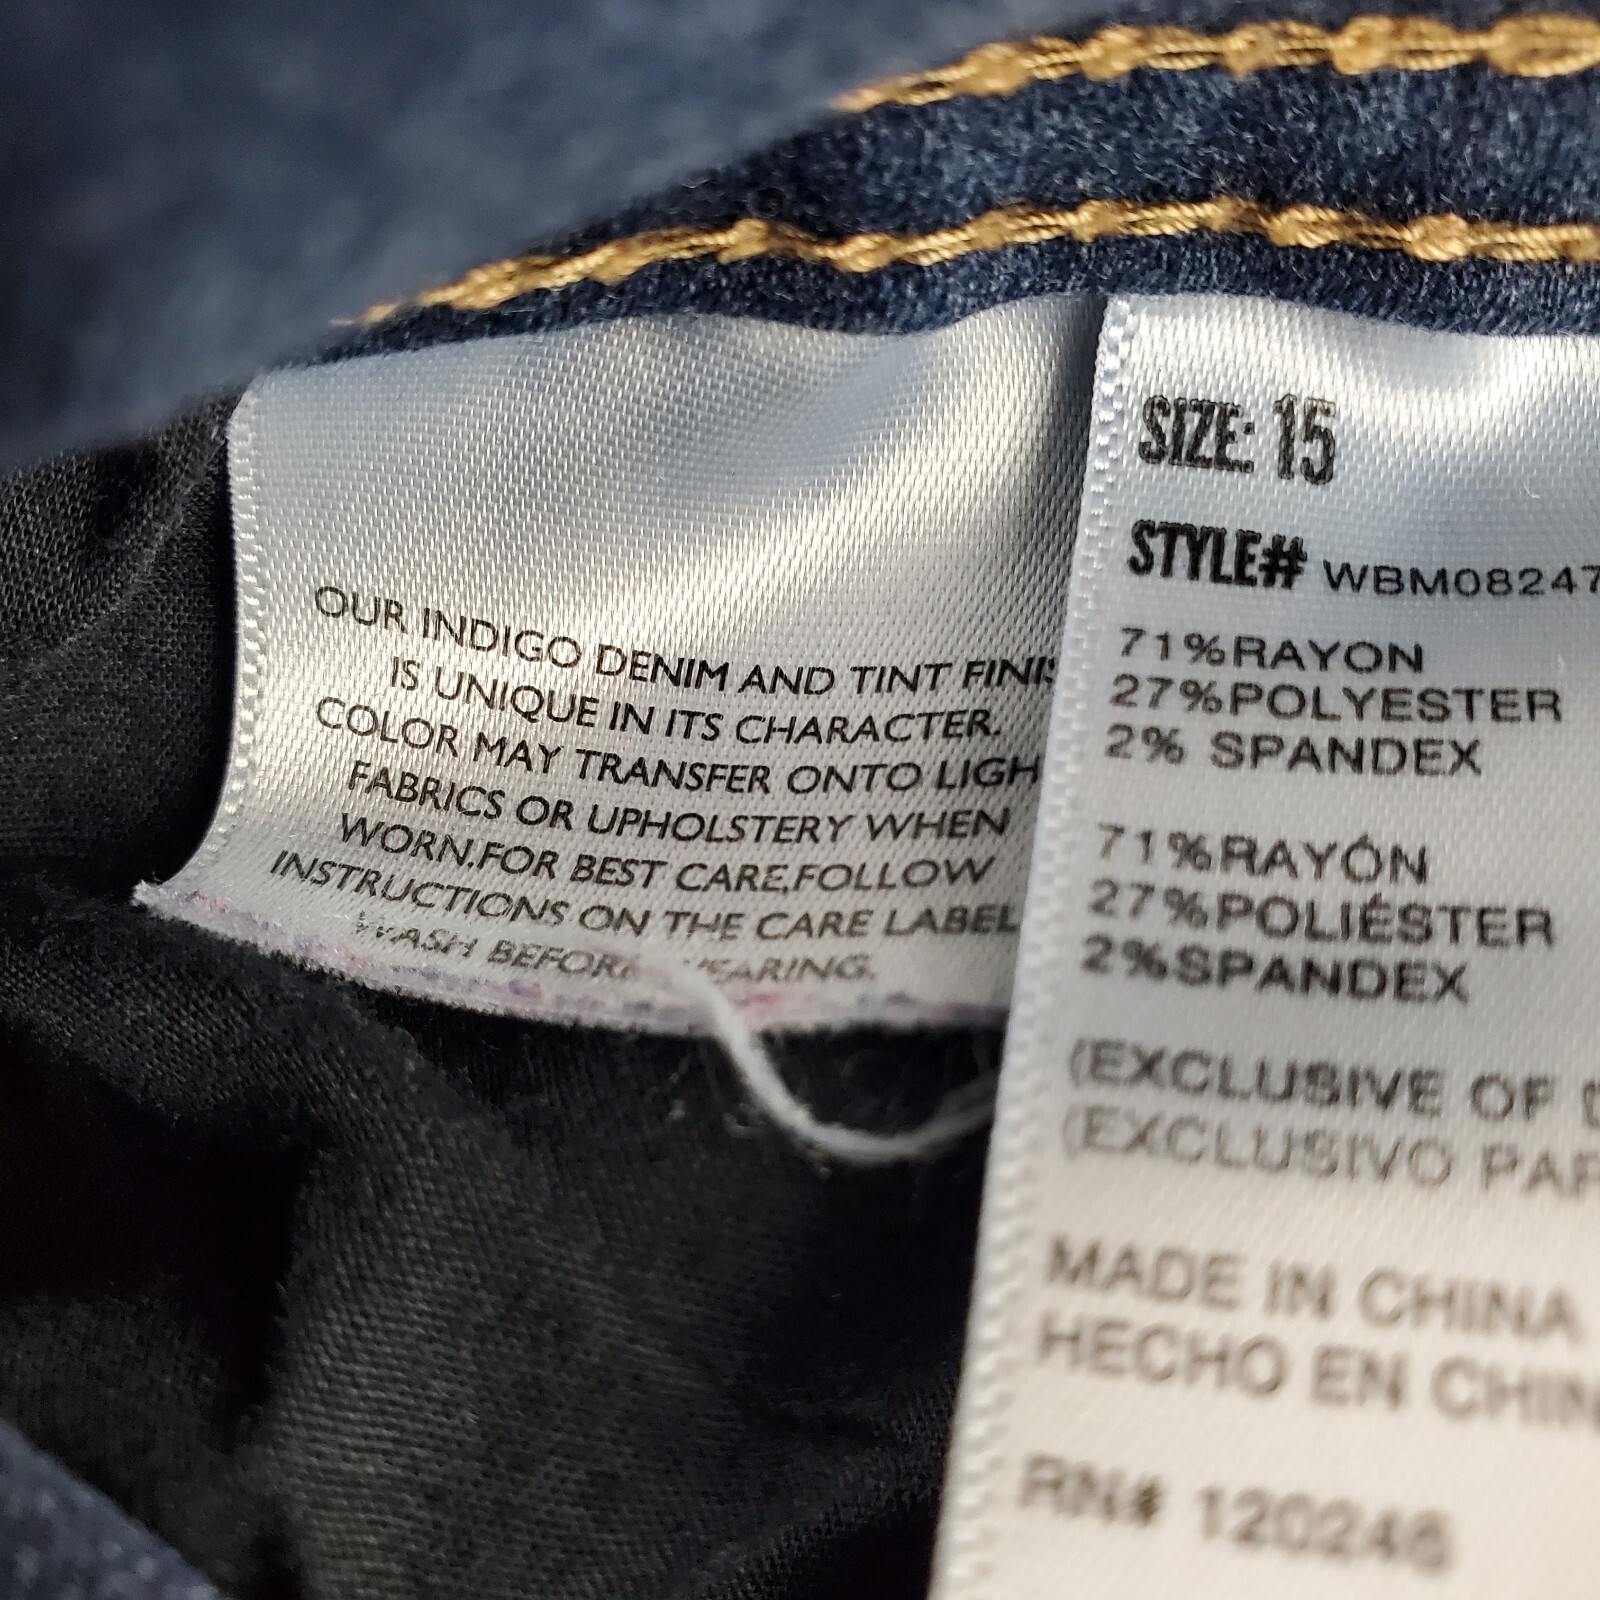 OUR INDIGO DENIM AND TINT FINIS
IS UNIQUE IN ITS CHARACTER.
COLOR MAY TRANSFER ONTO LIGH
FABRICS OR UPHOLSTERY WHEN
WORN.FOR BEST CARE,FOLLOW
INSTRUCTIONS ON THE CARE LABEL
WASH BEFORE WEARING.
SIZE: 15
STYLE# WBM08247
71%RAYON
27%POLYESTER
2% SPANDEX
71%RAYÓN
27%POLIÉSTER
2%SPANDEX
(EXCLUSIVE OF D
(EXCLUSIVO PAR
MADE IN CHINA
HECHO EN CHIN
RN# 120246